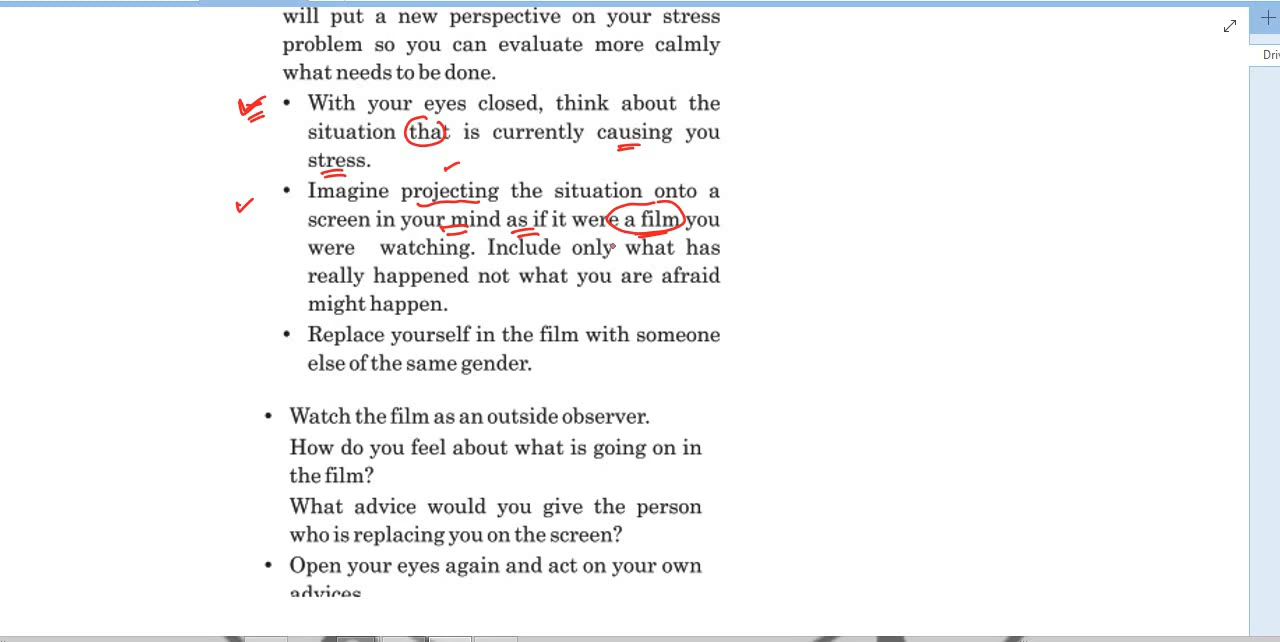 will put a new perspective on your stress
problem so you can evaluate more calmly
what needs to be done.
• With your eyes closed, think about the
situation that is currently causing you
stress.
• Imagine projecting the situation onto a
screen in your mind as if it were a film you
were watching. Include only what has
really happened not what you are afraid
might happen.
• Replace yourself in the film with someone
else of the same gender.
• Watch the film as an outside observer.
How do you feel about what is going on in
the film?
What advice would you give the person
who is replacing you on the screen?
• Open your eyes again and act on your own
advices